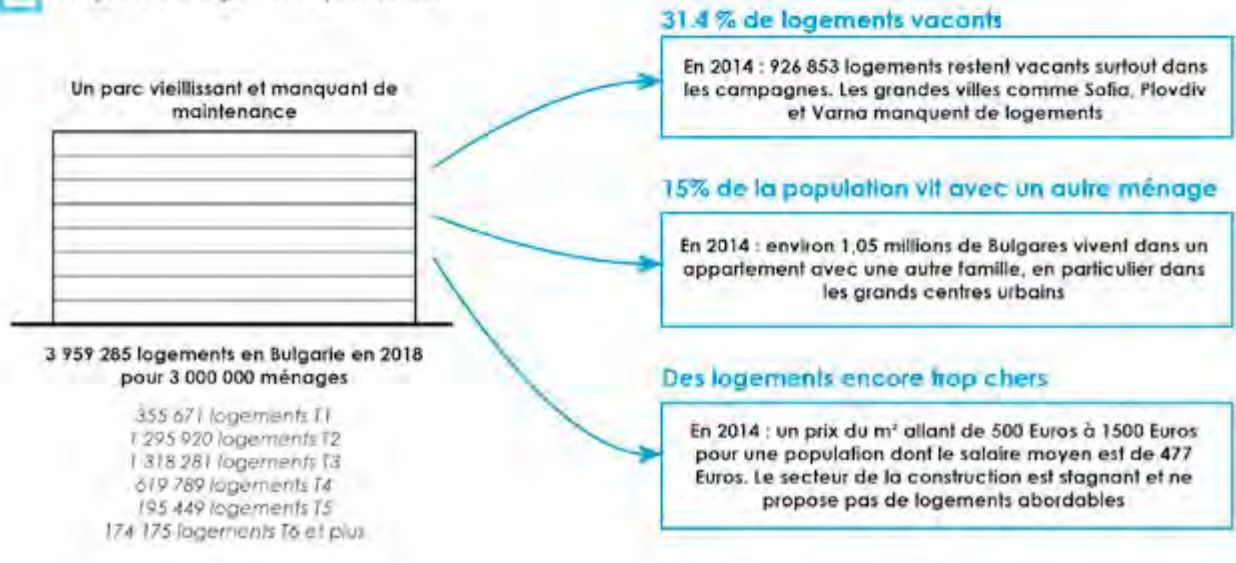 Un parc vieillissant et manquant de
maintenance
3 959 285 logements en Bulgarie en 2018
pour 3 000 000 ménages
355 671 logements T1
1 295 920 logements T2
1 318 281 logements T3
619 789 logements T4
195 449 logements T5
174 175 logements T6 et plus
31.4 % de logements vacants
En 2014 : 926 853 logements restent vacants surtout dans
les campagnes. Les grandes villes comme Sofia, Plovdiv
et Varna manquent de logements
15% de la population vit avec un autre ménage
En 2014 : environ 1,05 millions de Bulgares vivent dans un
appartement avec une autre famille, en particulier dans
les grands centres urbains
Des logements encore trop chers
En 2014 : un prix du m² allant de 500 Euros à 1500 Euros
pour une population dont le salaire moyen est de 477
Euros. Le secteur de la construction est stagnant et ne
propose pas de logements abordables